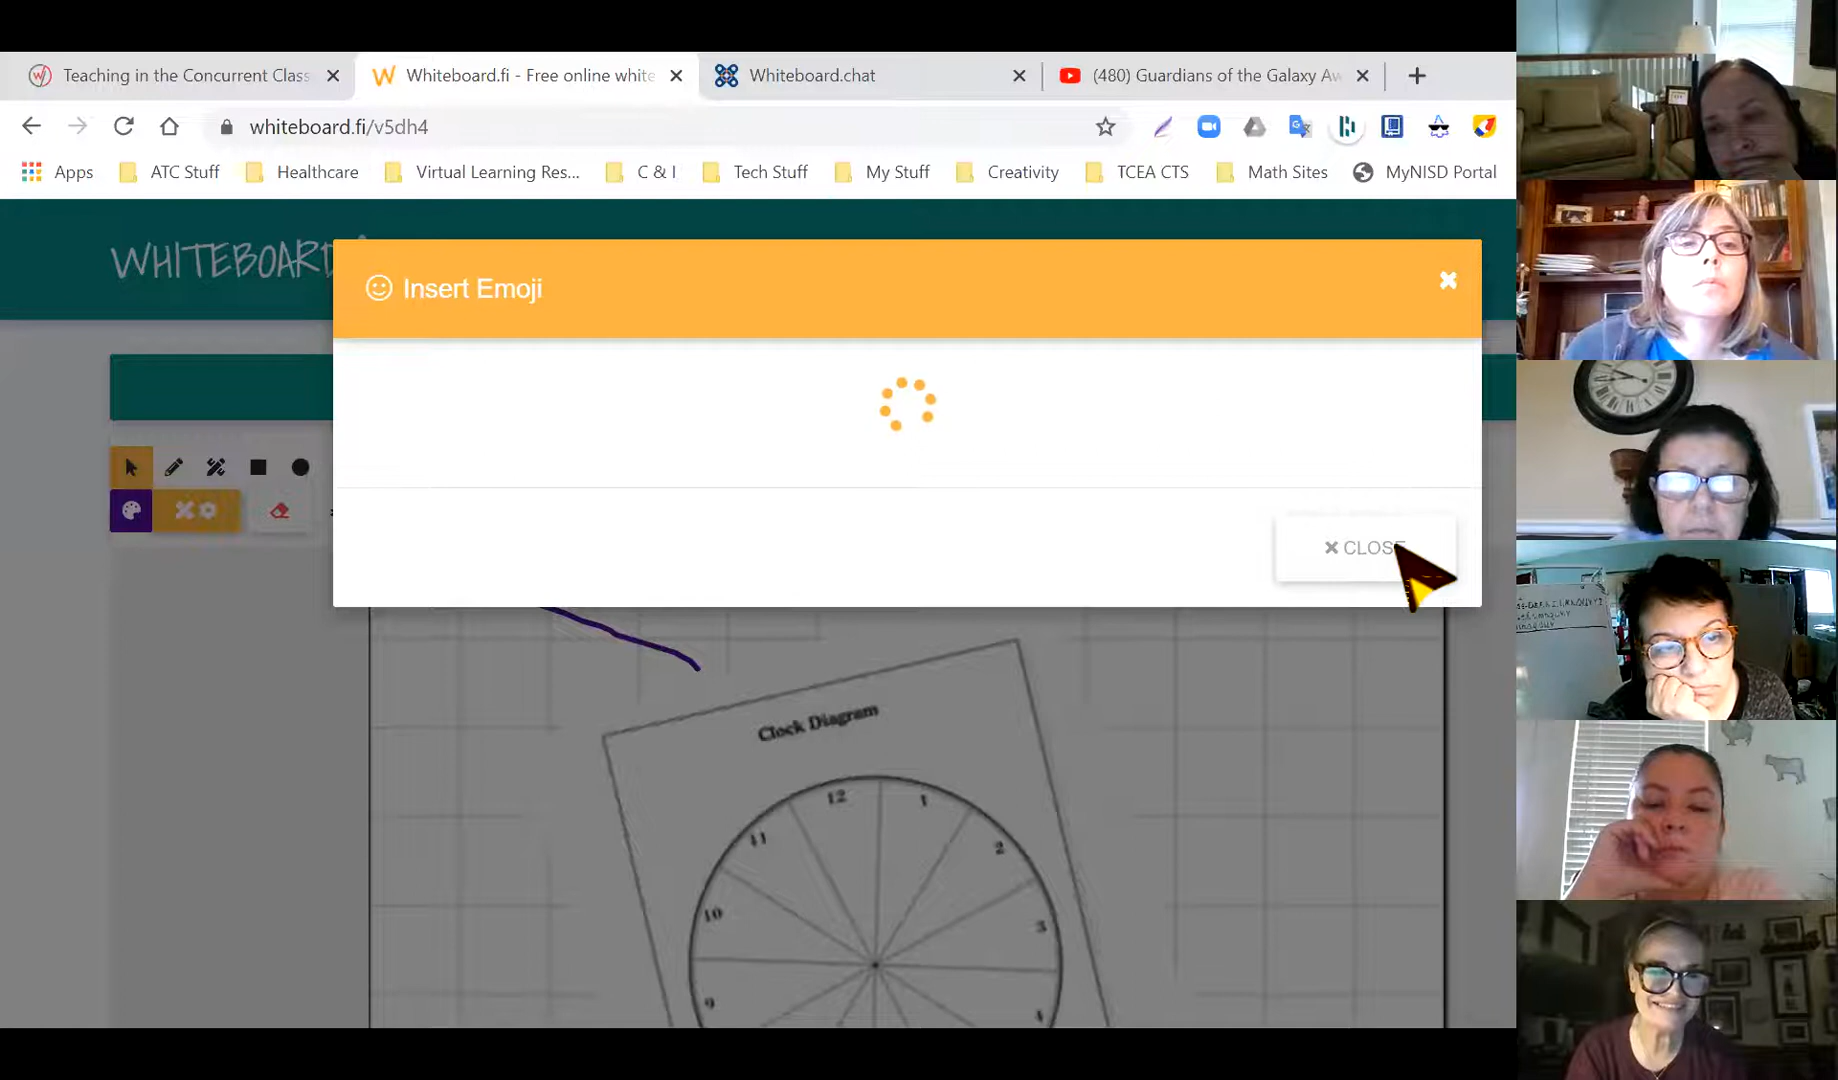 Teaching in the Concurrent Class
Whiteboard.fi - Free online white
Whiteboard.chat
(480) Guardians of the Galaxy Aw
whiteboard.fi/v5dh4
Apps
ATC Stuff
Healthcare
Virtual Learning Res...
C & I
Tech Stuff
My Stuff
Creativity
TCEA CTS
Math Sites
MyNISD Portal
WHITEBOARD
Insert Emoji
CLOSE
Clock Diagram
12
1
11
2
10
3
9
4